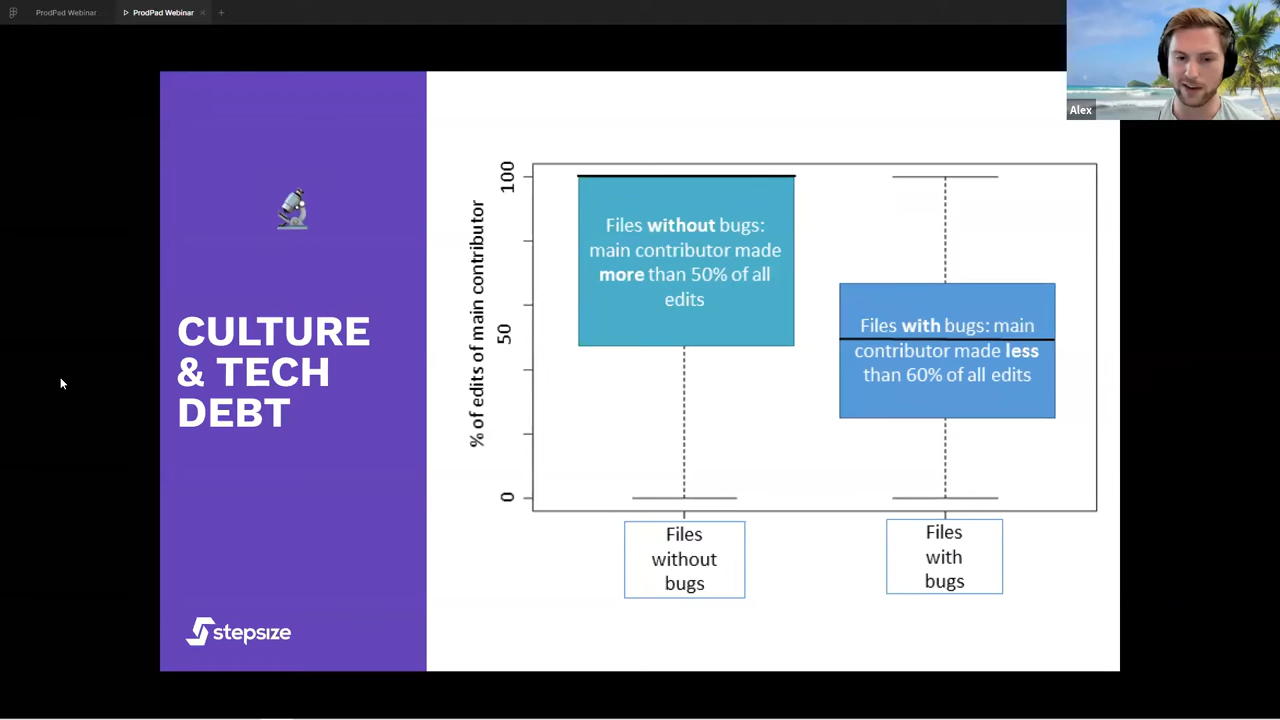 ProdPad Webinar
ProdPad Webinar
Alex
CULTURE
& TECH
DEBT
stepsize
% of edits of main contributor
100
50
0
Files without bugs:
main contributor made
more than 50% of all
edits
Files with bugs: main
contributor made less
than 60% of all edits
Files
without
bugs
Files
with
bugs